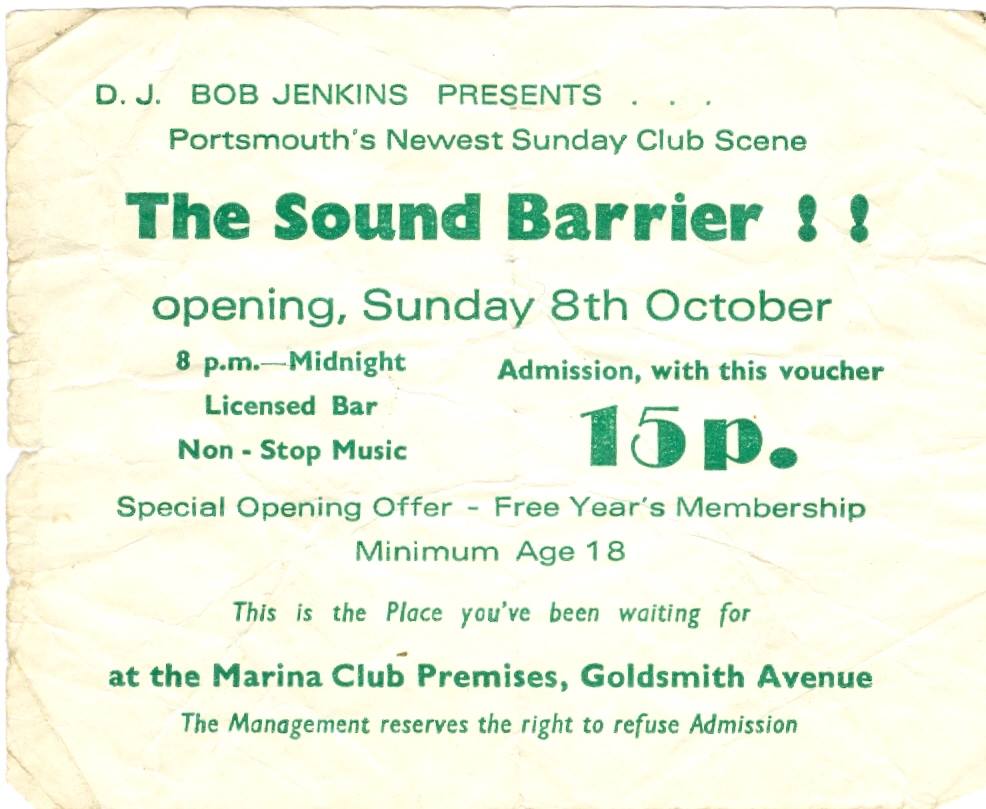 D. J. BOB JENKINS PRESENTS . . .
Portsmouth's Newest Sunday Club Scene
The Sound Barrier ! !
opening, Sunday 8th October
8 p.m.—Midnight
Licensed Bar
Non - Stop Music
Admission, with this voucher
15p.
Special Opening Offer - Free Year's Membership
Minimum Age 18
This is the Place you've been waiting for
at the Marina Club Premises, Goldsmith Avenue
The Management reserves the right to refuse Admission